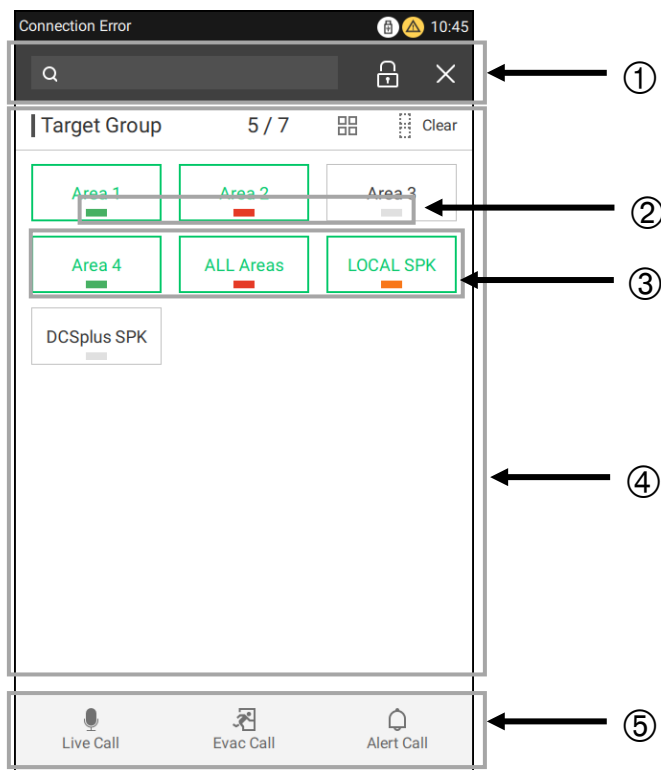 Connection Error 10:45
①
Target Group 5 / 7 Clear
Area 1 Area 2 Area 3
②
Area 4 ALL Areas LOCAL SPK
③
DCSplus SPK
④
Live Call Evac Call Alert Call
⑤